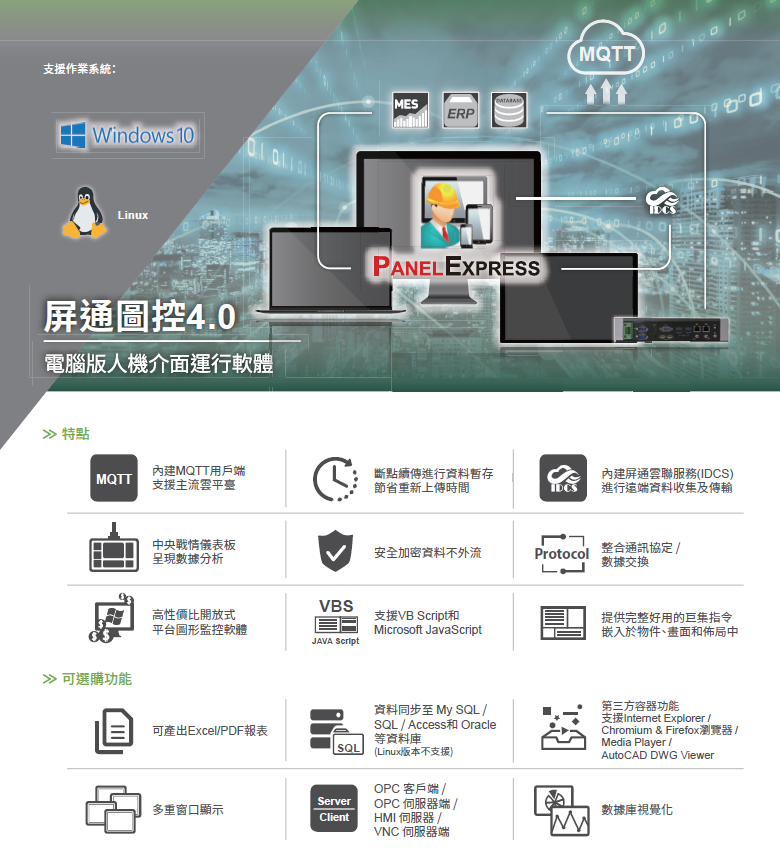 支援作業系統：
MQTT
MES
ERP
DATABASE
Windows 10
Linux
IDCS
PANELEXPRESS
屏通圖控4.0
電腦版人機介面運行軟體
特點
MQTT
內建MQTT用戶端
支援主流雲平臺
斷點續傳進行資料暫存
節省重新上傳時間
IDCS
內建屏通雲聯服務(IDCS)
進行遠端資料收集及傳輸
中央戰情儀表板
呈現數據分析
安全加密資料不外流
Protocol
整合通訊協定 /
數據交換
高性價比開放式
平台圖形監控軟體
VBS
JAVA Script
支援VB Script和
Microsoft JavaScript
提供完整好用的巨集指令
嵌入於物件、畫面和佈局中
可選購功能
可產出Excel/PDF報表
SQL
資料同步至 My SQL /
SQL / Access和 Oracle
等資料庫
(Linux版本不支援)
第三方容器功能
支援Internet Explorer /
Chromium & Firefox瀏覽器 /
Media Player /
AutoCAD DWG Viewer
多重窗口顯示
Server
Client
OPC 客戶端 /
OPC 伺服器端 /
HMI 伺服器 /
VNC 伺服器端
數據庫視覺化